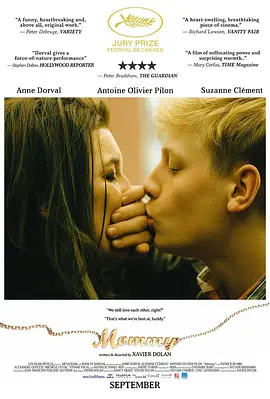 "A funny, heartbreaking and,
above all, original work."
— Peter Debruge, VARIETY
JURY PRIZE
FESTIVAL DE CANNES
"A heart-swelling, breathtaking
piece of cinema."
— Richard Lawson, VANITY FAIR
"Dorval gives a
force-of-nature performance"
— Stephen Dalton, HOLLYWOOD REPORTER
★★★★
— Peter Bradshaw, THE GUARDIAN
"A film of suffocating power and
surprising warmth..."
— Mary Corliss, TIME Magazine
Anne Dorval
Antoine Olivier Pilon
Suzanne Clément
"We still love each other, right?"
"That's what we're best at, buddy."
Mommy
written & directed by XAVIER DOLAN
SEPTEMBER